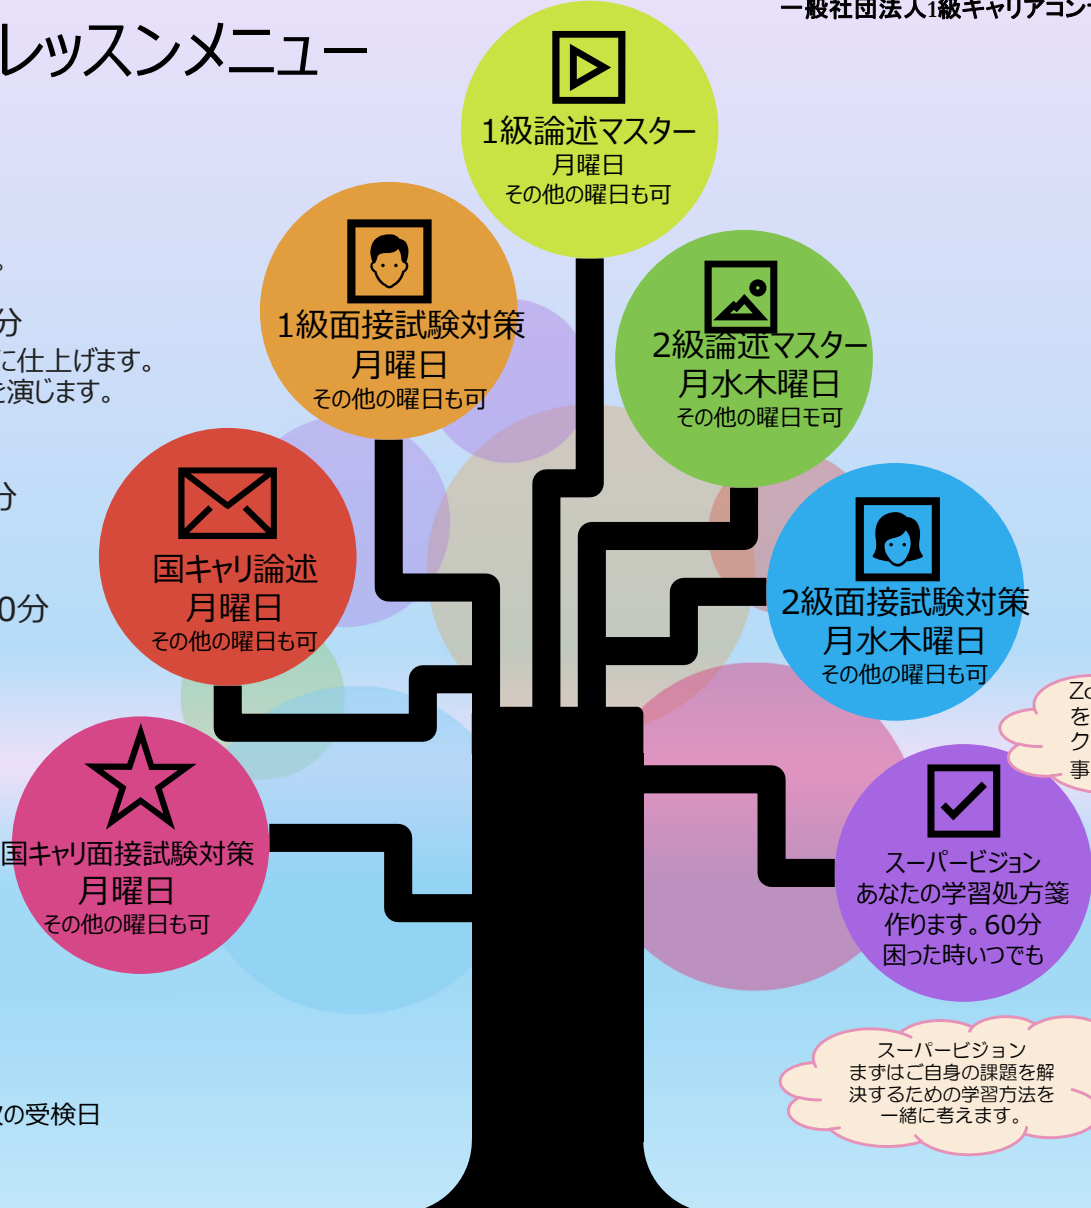 一般社団法人1級キャリアコン
レッスンメニュー
1級論述マスター
月曜日
その他の曜日も可
1級面接試験対策
月曜日
その他の曜日も可
2級論述マスター
月水木曜日
その他の曜日モ可
。
分
に仕上げます。
を演じます。
分
0分
国キャリ論述
月曜日
その他の曜日も可
2級面接試験対策
月水木曜日
その他の曜日も可
国キャリ面接試験対策
月曜日
その他の曜日も可
を
ク
事
スーパービジョン
あなたの学習処方箋
作ります。60分
困った時いつでも
スーパービジョン
まずはご自身の課題を解
決するための学習方法を
一緒に考えます。
の受検日